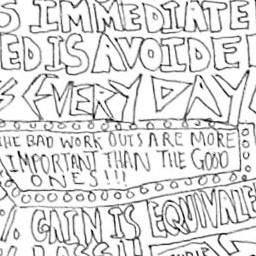 S IMMEDIATE
ED IS AVOIDE
S EVERY DAY
THE BAD WORK OUTS ARE MORE
IMPORTANT THAN THE GOOD
ONES!!!
% GAIN IS EQUIVALE
% LOSS!!